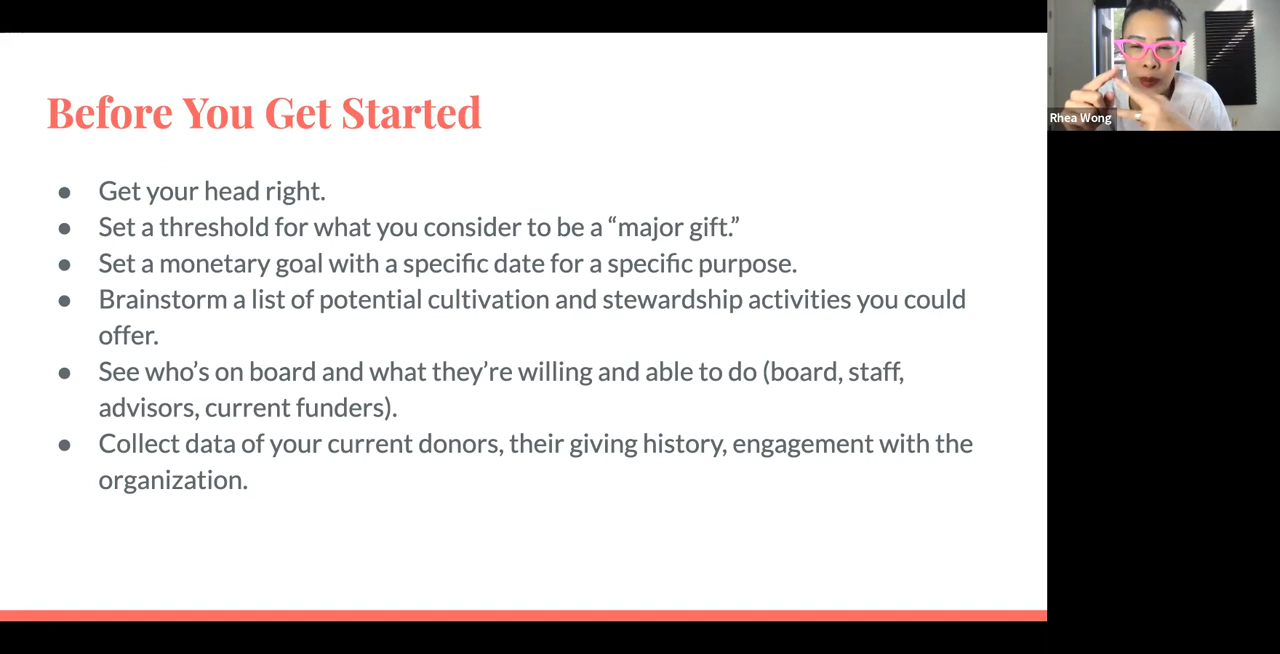 Before You Get Started
● Get your head right.
● Set a threshold for what you consider to be a “major gift.”
● Set a monetary goal with a specific date for a specific purpose.
● Brainstorm a list of potential cultivation and stewardship activities you could
offer.
● See who’s on board and what they’re willing and able to do (board, staff,
advisors, current funders).
● Collect data of your current donors, their giving history, engagement with the
organization.
Rhea Wong